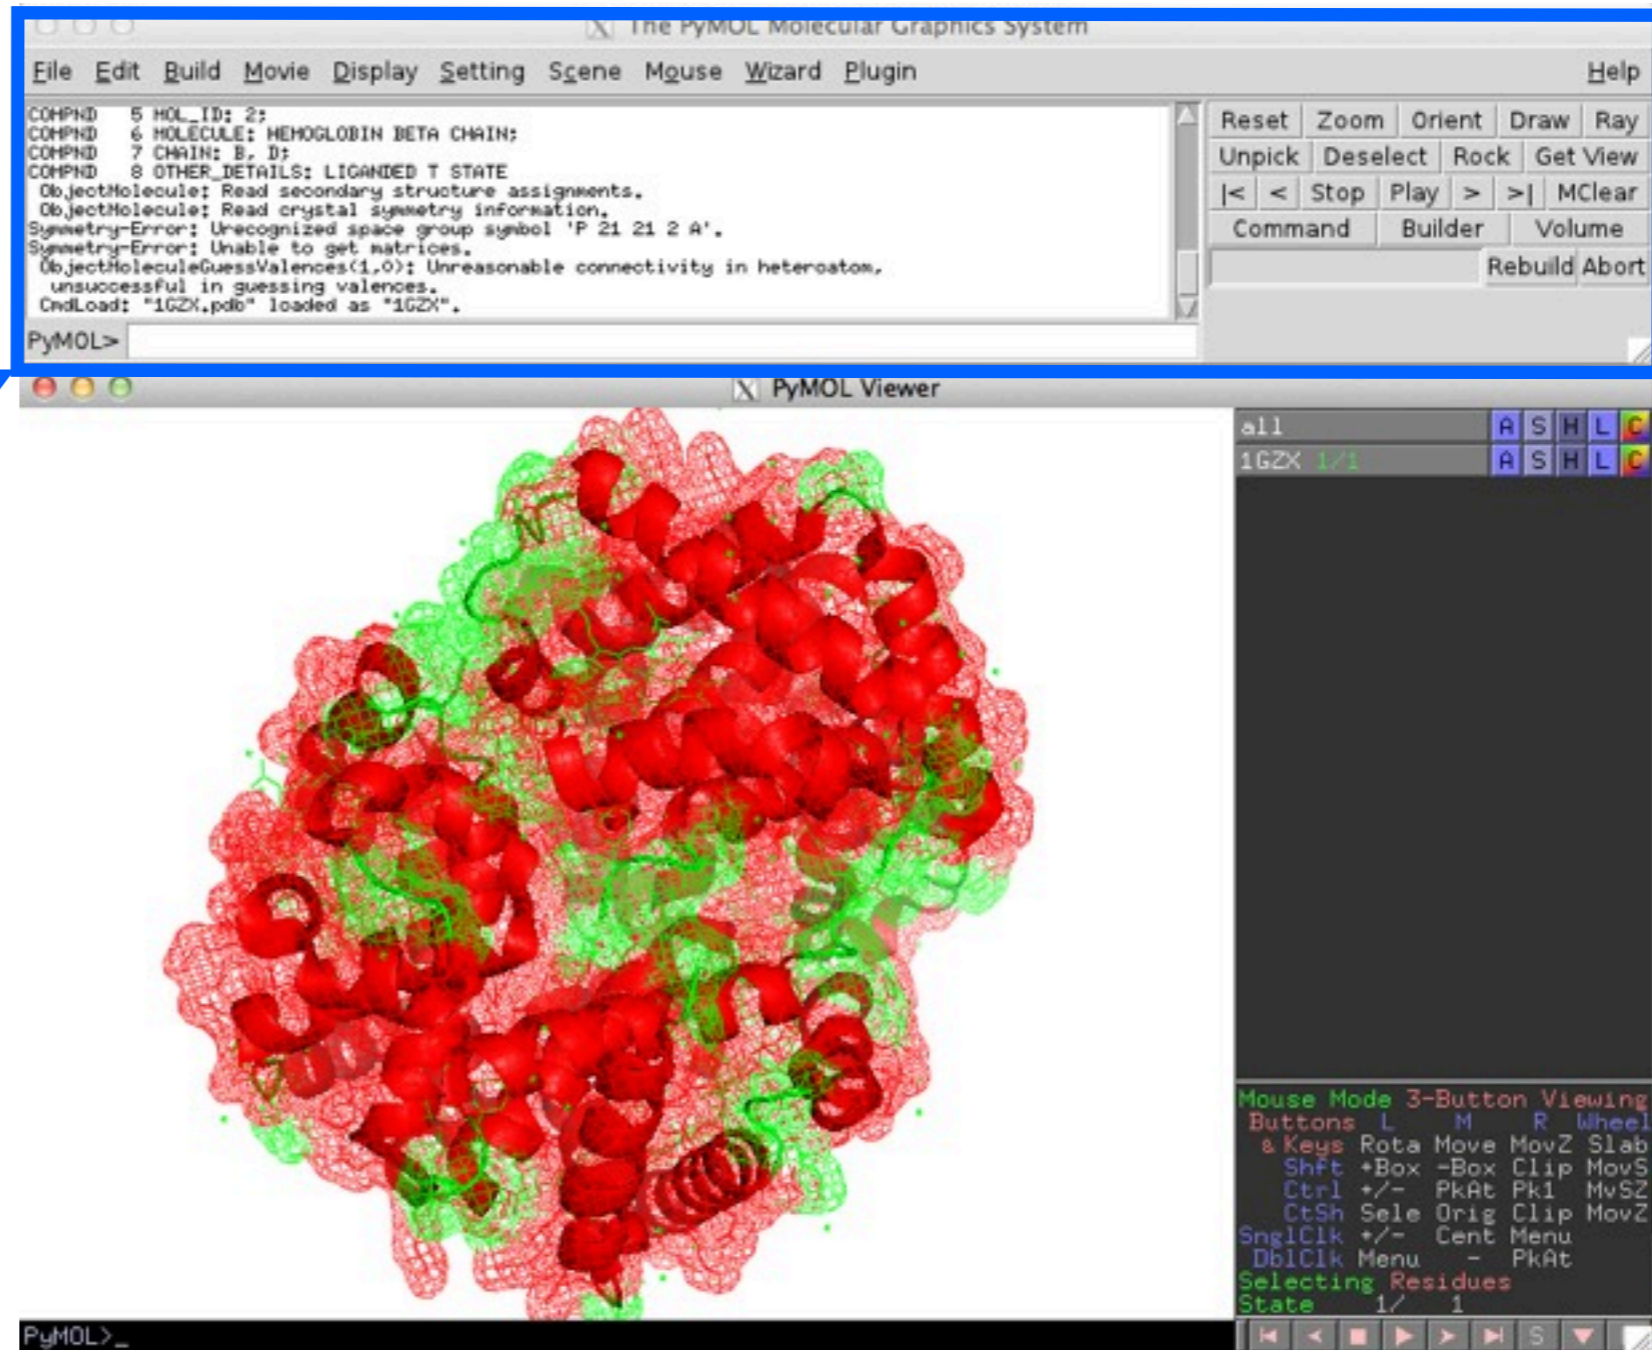 X The PyMOL Molecular Graphics System
File Edit Build Movie Display Setting Scene Mouse Wizard Plugin Help
COMPND 5 MOL_ID: 2;
COMPND 6 MOLECULE: HEMOGLOBIN BETA CHAIN;
COMPND 7 CHAIN: B, D;
COMPND 8 OTHER_DETAILS: LIGANDED T STATE
ObjectMolecule: Read secondary structure assignments.
ObjectMolecule: Read crystal symmetry information.
Symmetry-Error: Unrecognized space group symbol 'P 21 21 2 A'.
Symmetry-Error: Unable to get matrices.
ObjectMoleculeGuessValences(1,0): Unreasonable connectivity in heteroatom,
unsuccessful in guessing valences.
CmdLoad: "1GZX.pdb" loaded as "1GZX".
PyMOL>
Reset Zoom Orient Draw Ray
Unpick Deselect Rock Get View
|< < Stop Play > >| MClear
Command Builder Volume
Rebuild Abort
X PyMOL Viewer
all A S H L C
1GZX 1/1 A S H L C
Mouse Mode 3-Button Viewing
Buttons L M R Wheel
& Keys Rota Move MovZ Slab
Shft +Box -Box Clip MovS
Ctrl +/- PkAt Pk1 MvSZ
CtSh Sele Orig Clip MovZ
SnglClk +/- Cent Menu
DblClk Menu - PkAt
Selecting Residues
State 1/ 1
PyMOL>_
S